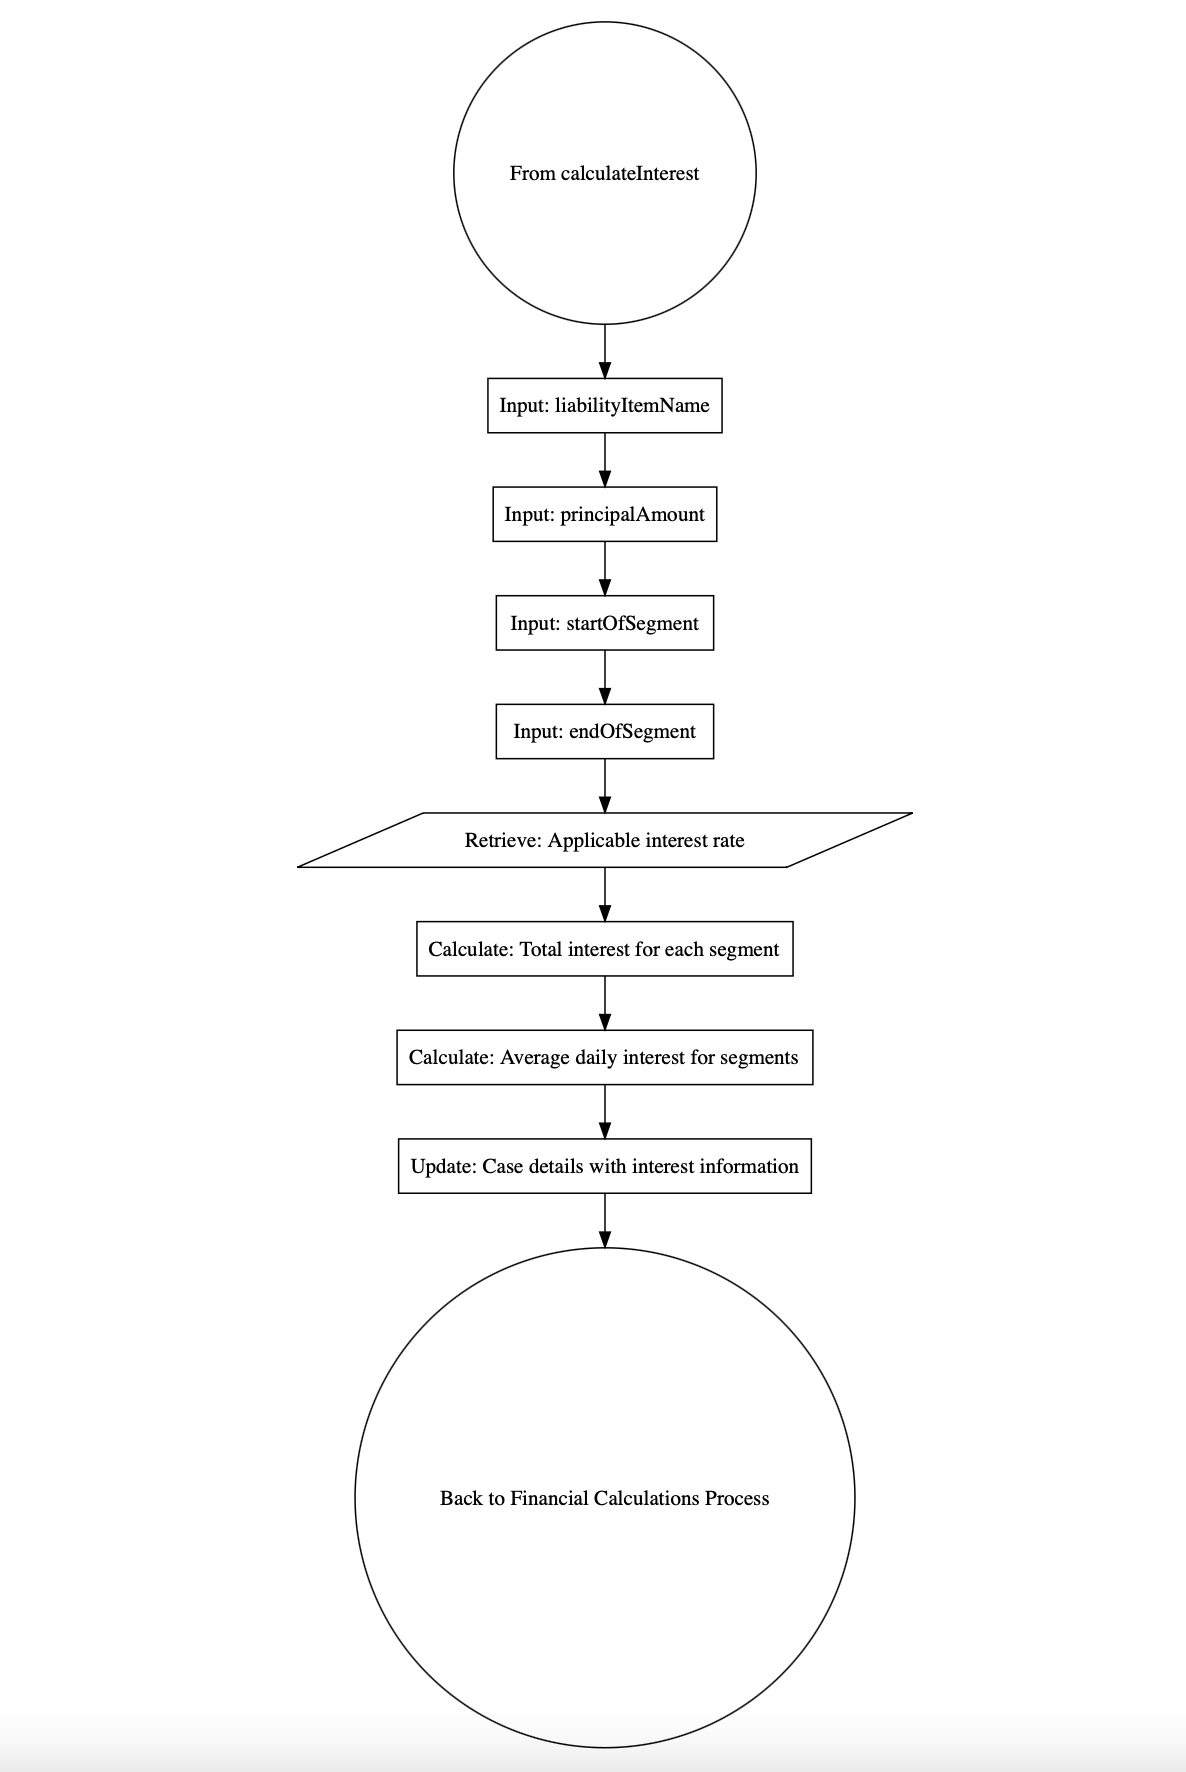 From calculateInterest
Input: liabilityItemName
Input: principalAmount
Input: startOfSegment
Input: endOfSegment
Retrieve: Applicable interest rate
Calculate: Total interest for each segment
Calculate: Average daily interest for segments
Update: Case details with interest information
Back to Financial Calculations Process